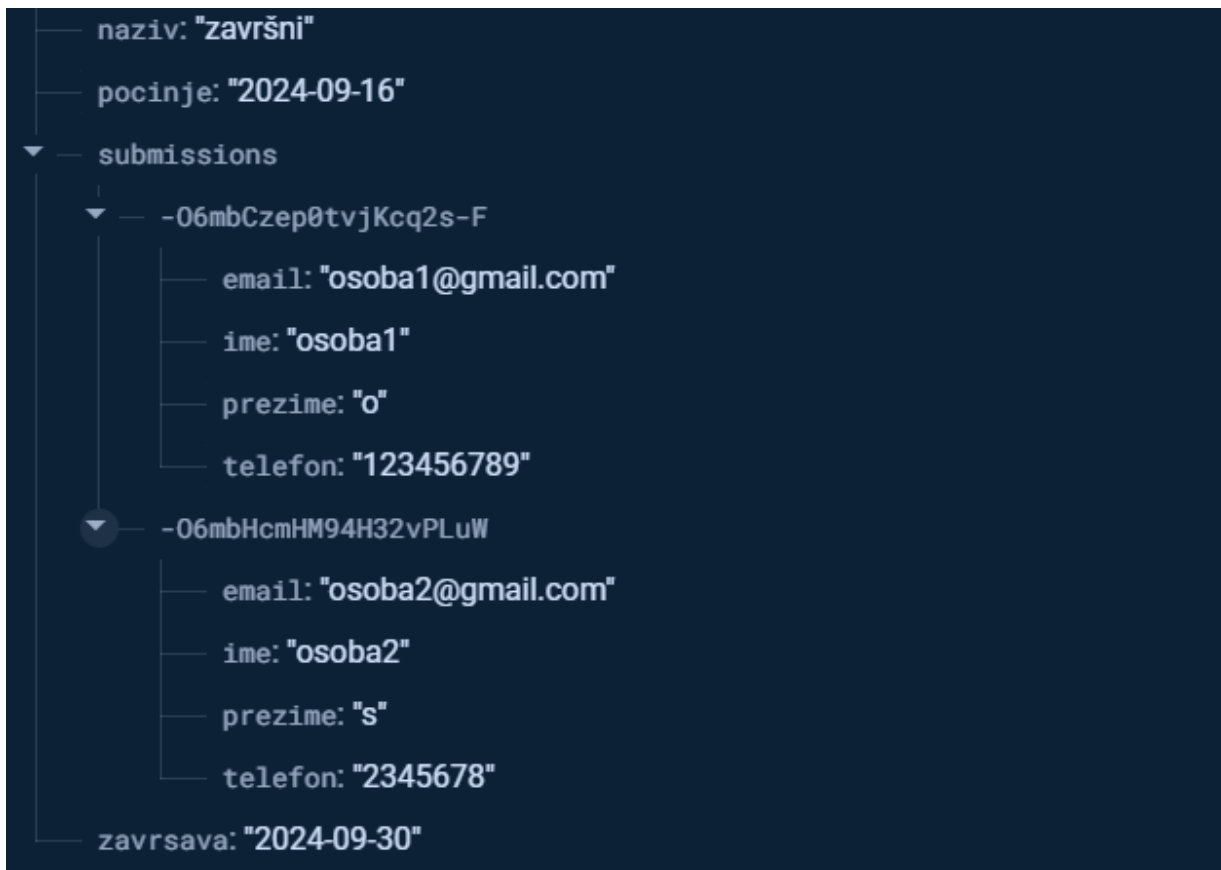 naziv: "završni"
pocinje: "2024-09-16"
submissions
-O6mbCzep0tvjKcq2s-F
email: "osoba1@gmail.com"
ime: "osoba1"
prezime: "o"
telefon: "123456789"
-O6mbHcmHM94H32vPLuW
email: "osoba2@gmail.com"
ime: "osoba2"
prezime: "s"
telefon: "2345678"
zavrsava: "2024-09-30"